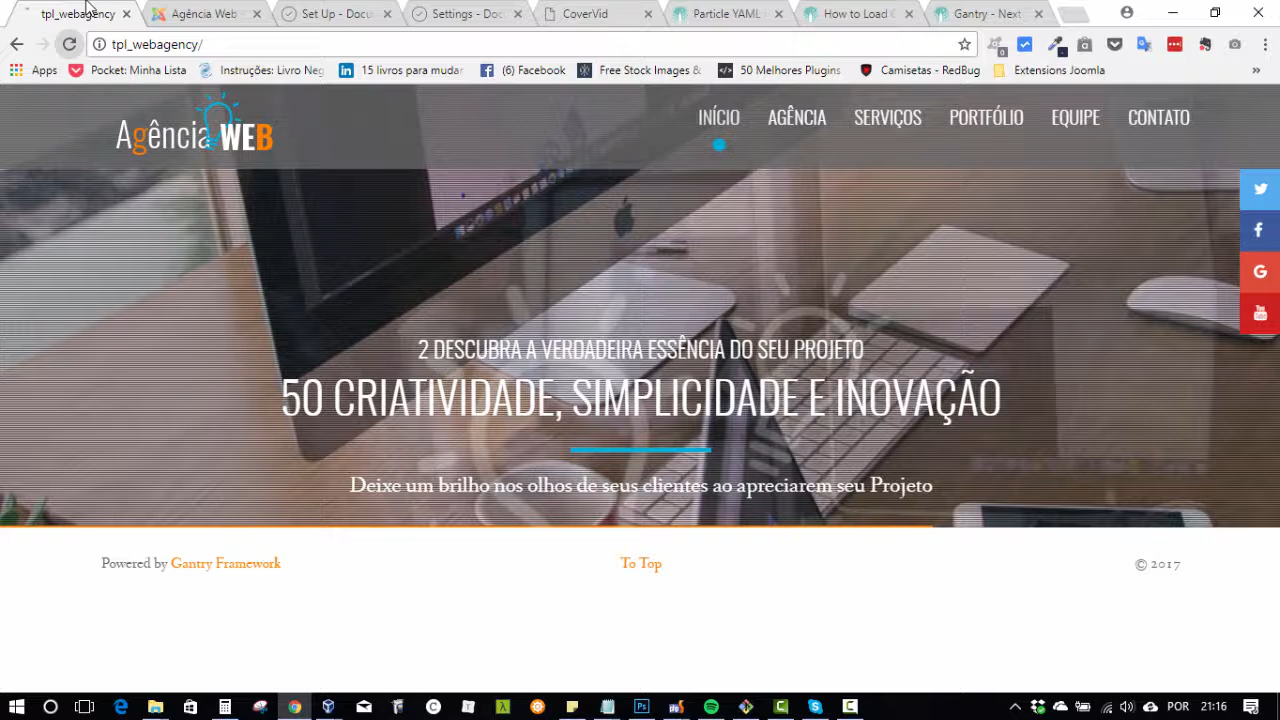 tpl_webagency
Agência Web
Set Up - Docu
Settings - Docu
CoverVid
Particle YAML
How to Load C
Gantry - Next
tpl_webagency/
Apps
Pocket: Minha Lista
Instruções: Livro Neg
15 livros para mudar
(6) Facebook
Free Stock Images &
50 Melhores Plugins
Camisetas - RedBug
Extensions Joomla
»
Agência WEB
INÍCIO
AGÊNCIA
SERVIÇOS
PORTFÓLIO
EQUIPE
CONTATO
2 DESCUBRA A VERDADEIRA ESSÊNCIA DO SEU PROJETO
50 CRIATIVIDADE, SIMPLICIDADE E INOVAÇÃO
Deixe um brilho nos olhos de seus clientes ao apreciarem seu Projeto
Powered by Gantry Framework
To Top
© 2017
POR
21:16